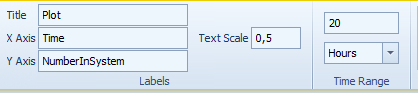 Title Plot
X Axis Time Text Scale 0,5
Y Axis NumberInSystem
Labels
20
Hours
Time Range